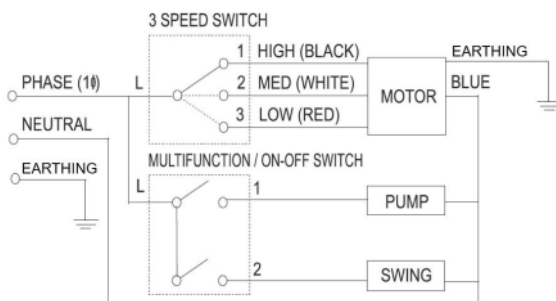 3 SPEED SWITCH
1 HIGH (BLACK)
EARTHING
PHASE (1ϕ) L
2 MED (WHITE)
MOTOR
BLUE
NEUTRAL
3 LOW (RED)
EARTHING
MULTIFUNCTION / ON-OFF SWITCH
L
1
PUMP
2
SWING